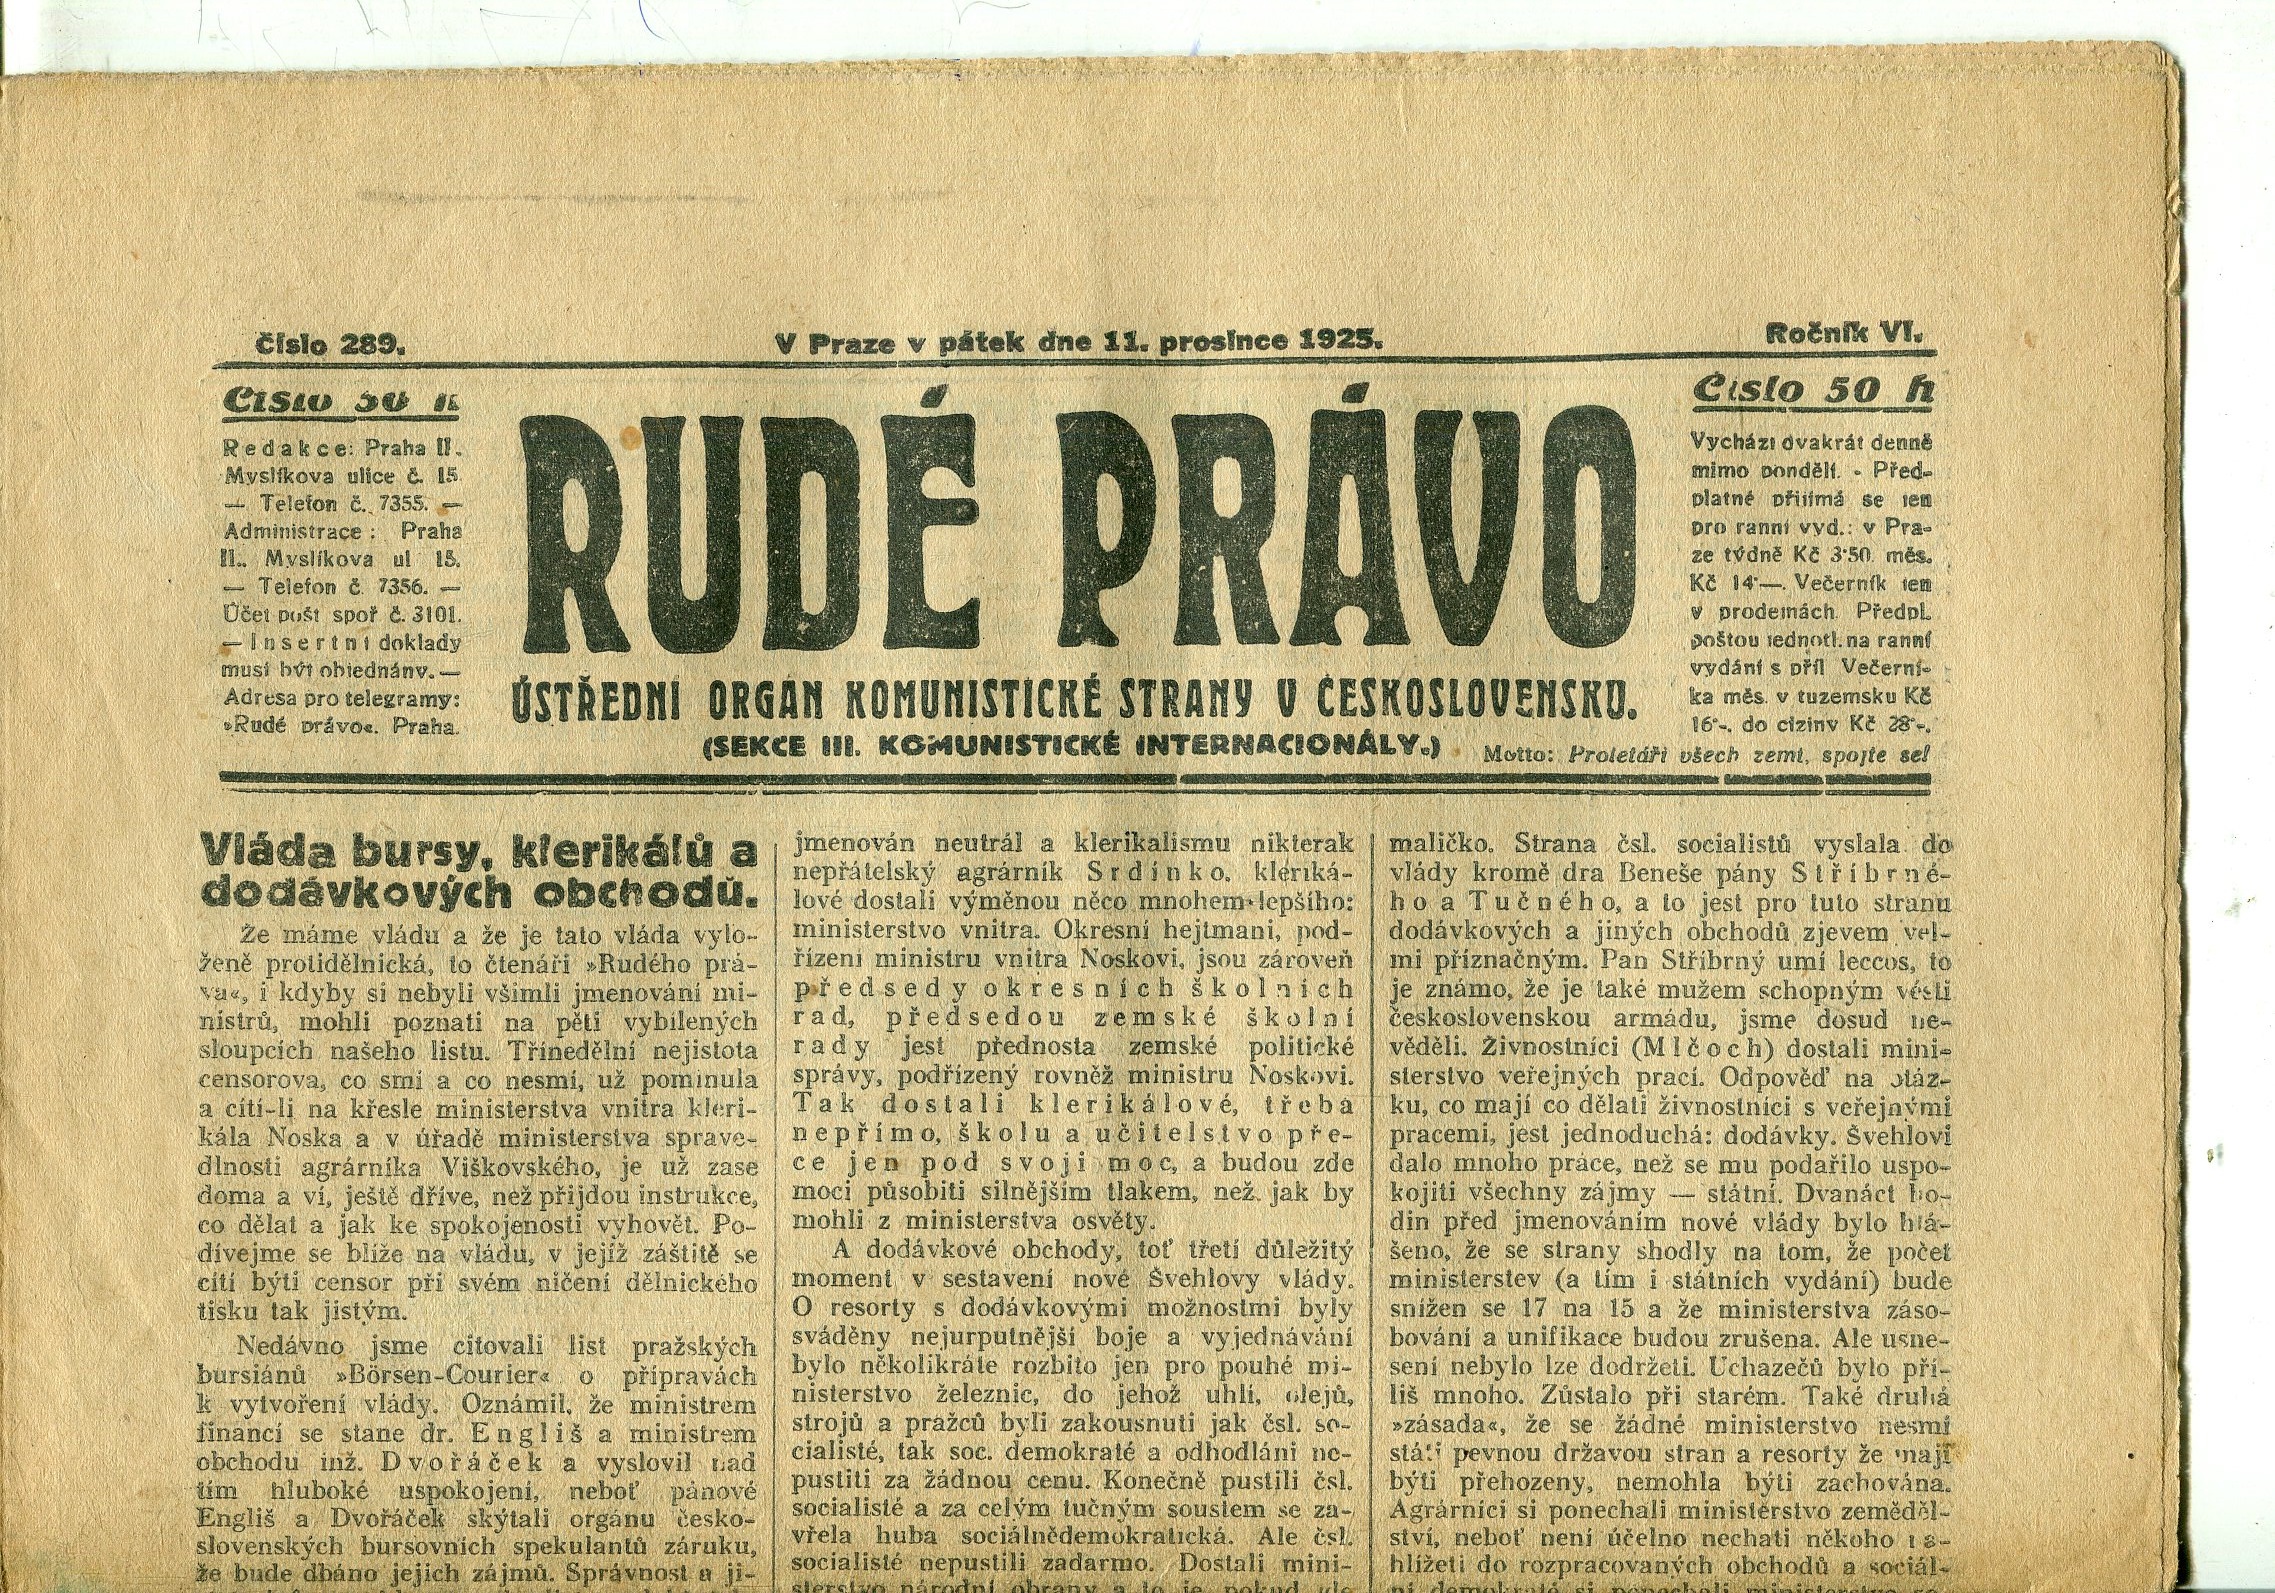 Číslo 289.
V Praze v pátek dne 11. prosince 1925.
Ročník VI.
Číslo 50 h
Redakce: Praha II.
Myslíkova ulice č. 15
— Telefon č. 7355. —
Administrace: Praha
II., Myslíkova ul 15.
— Telefon č. 7356. —
Účet pošt spoř č. 3101.
— Insertní doklady
musí být objednány. —
Adresa pro telegramy:
»Rudé právo«. Praha.
RUDÉ PRÁVO
ÚSTŘEDNÍ ORGÁN KOMUNISTICKÉ STRANY V ČESKOSLOVENSKU.
(SEKCE III. KOMUNISTICKÉ INTERNACIONÁLY.)
Motto: Proletáři všech zemí, spojte se!
Číslo 50 h
Vychází dvakrát denně
mimo pondělí. - Před-
platné přijímá se jen
pro ranní vyd.: v Pra-
ze týdně Kč 3·50 měs.
Kč 14·—. Večerník jen
v prodejnách. Předpl.
poštou jednotl. na ranní
vydání s příl Večerní-
ka měs. v tuzemsku Kč
16·-, do ciziny Kč 28·-.
Vláda bursy, klerikálů a
dodávkových obchodů.
Že máme vládu a že je tato vláda vylo-
ženě protidělnická, to čtenáři »Rudého prá-
va«, i kdyby si nebyli všimli jmenování mi-
nistrů, mohli poznati na pěti vybílených
sloupcích našeho listu. Třínedělní nejistota
censorova, co smí a co nesmí, už pominula
a cítí-li na křesle ministerstva vnitra kleri-
kála Noska a v úřadě ministerstva sprave-
dlnosti agrárníka Viškovského, je už zase
doma a ví, ještě dříve, než přijdou instrukce,
co dělat a jak ke spokojenosti vyhovět. Po-
dívejme se blíže na vládu, v jejíž záštitě se
cítí býti censor při svém ničení dělnického
tisku tak jistým.
Nedávno jsme citovali list pražských
bursiánů »Börsen-Courier« o přípravách
k vytvoření vlády. Oznámil, že ministrem
financí se stane dr. Engliš a ministrem
obchodu inž. Dvořáček a vyslovil nad
tím hluboké uspokojení, neboť pánové
Engliš a Dvořáček skýtali orgánu česko-
slovenských bursovních spekulantů záruku,
že bude dbáno jejich zájmů. Správnost a ji-
jmenován neutrál a klerikalismu nikterak
nepřátelský agrárník Srdínko, kleriká-
lové dostali výměnou něco mnohem lepšího:
ministerstvo vnitra. Okresní hejtmani, pod-
řízení ministru vnitra Noskovi, jsou zároveň
předsedy okresních školních
rad, předsedou zemské školní
rady jest přednosta zemské politické
správy, podřízený rovněž ministru Noskovi.
Tak dostali klerikálové, třeba
nepřímo, školu a učitelstvo pře-
ce jen pod svoji moc, a budou zde
moci působiti silnějším tlakem, než jak by
mohli z ministerstva osvěty.
A dodávkové obchody, toť třetí důležitý
moment v sestavení nové Švehlovy vlády.
O resorty s dodávkovými možnostmi byly
sváděny nejurputnější boje a vyjednávání
bylo několikráte rozbito jen pro pouhé mi-
nisterstvo železnic, do jehož uhlí, olejů,
strojů a pražců byli zakousnuti jak čsl. so-
cialisté, tak soc. demokraté a odhodláni ne-
pustiti za žádnou cenu. Konečně pustili čsl.
socialisté a za celým tučným soustem se za-
vřela huba sociálnědemokratická. Ale čsl.
socialisté nepustili zadarmo. Dostali mini-
sterstvo národní obrany a to je, pokud jde
maličko. Strana čsl. socialistů vyslala do
vlády kromě dra Beneše pány Stříbrné-
ho a Tučného, a to jest pro tuto stranu
dodávkových a jiných obchodů zjevem vel-
mi příznačným. Pan Stříbrný umí leccos, to
je známo, že je také mužem schopným vésti
československou armádu, jsme dosud ne-
věděli. Živnostníci (Mlčoch) dostali mini-
sterstvo veřejných prací. Odpověď na otáz-
ku, co mají co dělati živnostníci s veřejnými
pracemi, jest jednoduchá: dodávky. Švehlovi
dalo mnoho práce, než se mu podařilo uspo-
kojiti všechny zájmy — státní. Dvanáct ho-
din před jmenováním nové vlády bylo hlá-
šeno, že se strany shodly na tom, že počet
ministerstev (a tím i státních vydání) bude
snížen se 17 na 15 a že ministerstva záso-
bování a unifikace budou zrušena. Ale usne-
sení nebylo lze dodržeti. Uchazečů bylo pří-
liš mnoho. Zůstalo při starém. Také druhá
»zásada«, že se žádné ministerstvo nesmí
státi pevnou državou stran a resorty že mají
býti přehozeny, nemohla býti zachována.
Agrárníci si ponechali ministerstvo zeměděl-
ství, neboť není účelno nechati někoho na-
hlížeti do rozpracovaných obchodů a sociál-
ní demokraté si ponechali ministerstvo so-